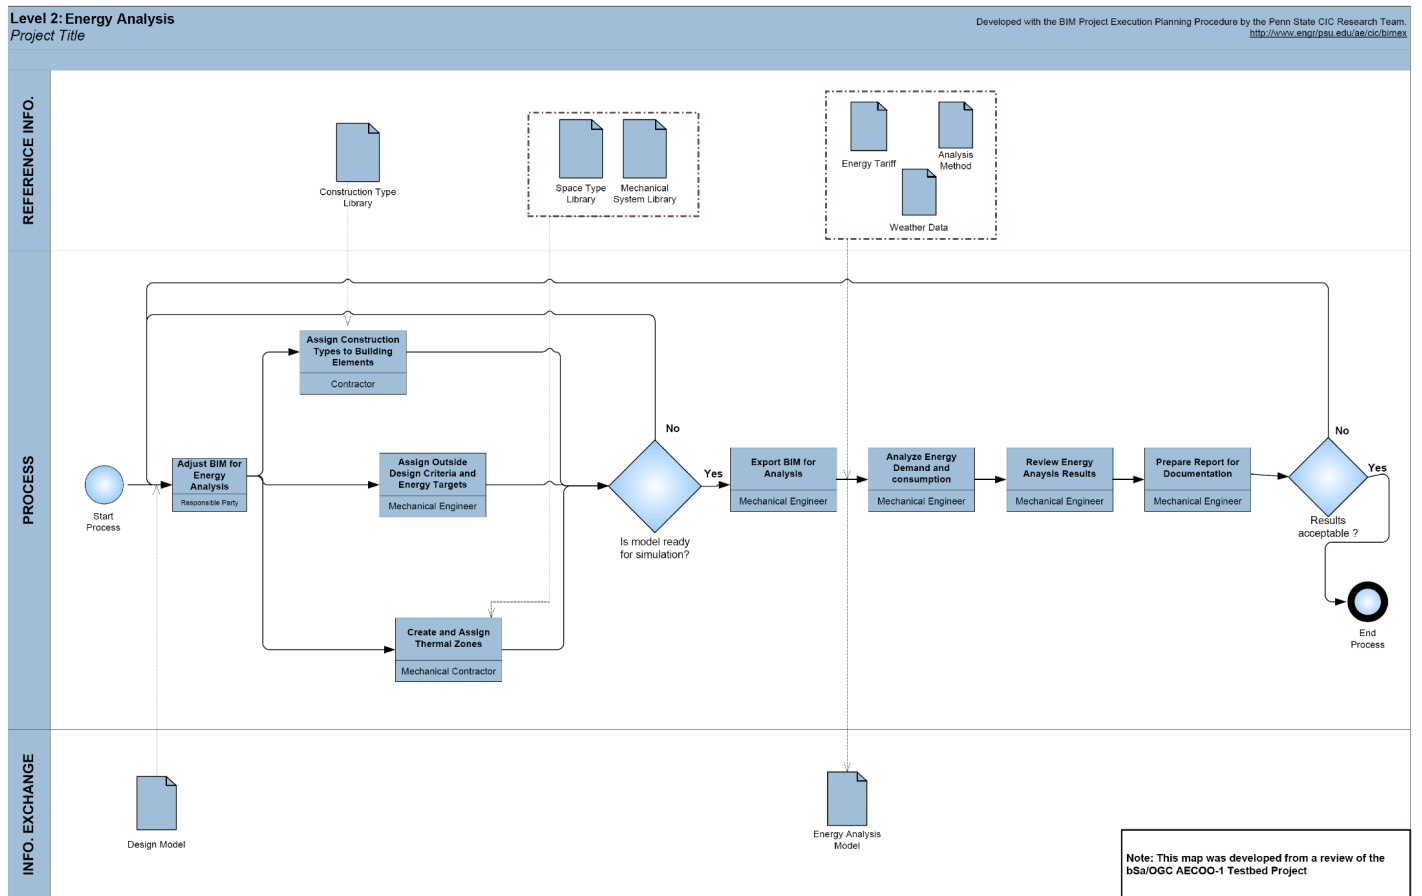 Level 2: Energy Analysis
Project Title
Developed with the BIM Project Execution Planning Procedure by the Penn State CIC Research Team.
http://www.engr/psu.edu/ae/cic/bimex
REFERENCE INFO.
Construction Type
Library
Space Type
Library
Mechanical
System Library
Energy Tariff
Analysis
Method
Weather Data
PROCESS
Start
Process
Adjust BIM for
Energy
Analysis
Responsible Party
Assign Construction
Types to Building
Elements
Contractor
Assign Outside
Design Criteria and
Energy Targets
Mechanical Engineer
Create and Assign
Thermal Zones
Mechanical Contractor
No
Yes
Is model ready
for simulation?
Export BIM for
Analysis
Mechanical Engineer
Analyze Energy
Demand and
consumption
Mechanical Engineer
Review Energy
Anaysis Results
Mechanical Engineer
Prepare Report for
Documentation
Mechanical Engineer
No
Yes
Results
acceptable ?
End
Process
INFO. EXCHANGE
Design Model
Energy Analysis
Model
Note: This map was developed from a review of the
bSa/OGC AECOO-1 Testbed Project